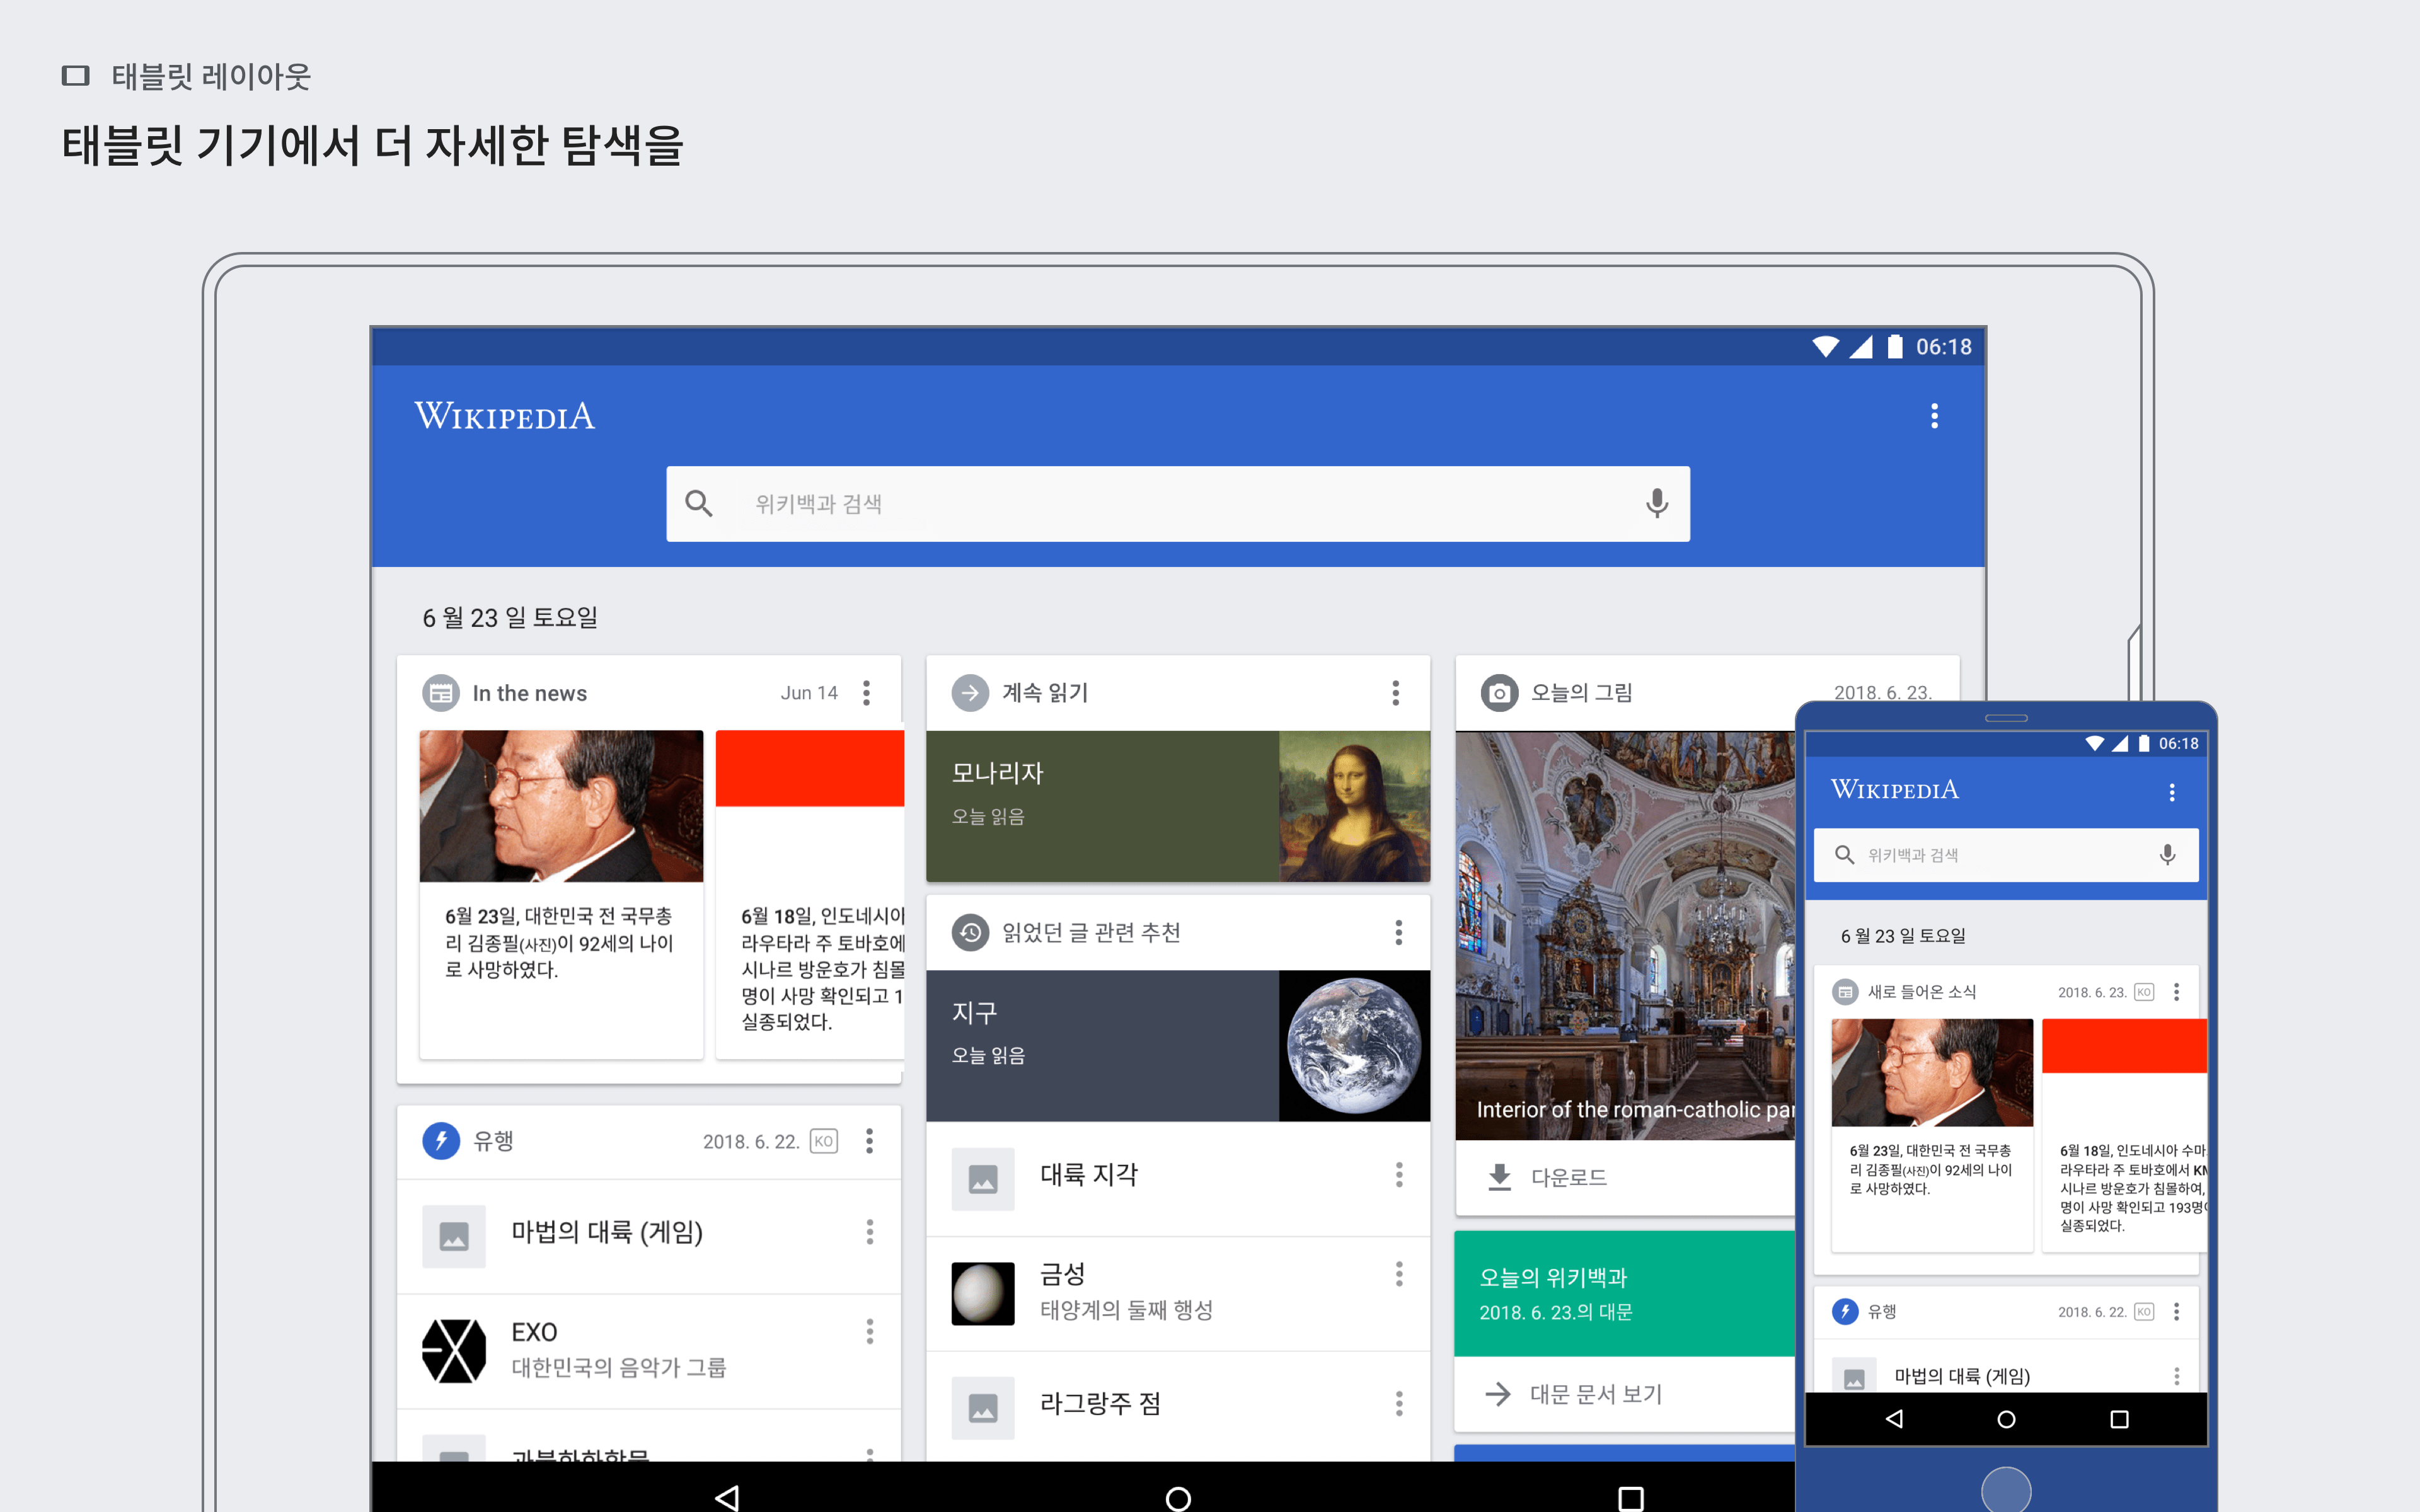 태블릿 레이아웃
태블릿 기기에서 더 자세한 탐색을
06:18
WIKIPEDIA
위키백과 검색
6 월 23 일 토요일
In the news
Jun 14
6월 23일, 대한민국 전 국무총
리 김종필(사진)이 92세의 나이
로 사망하였다.
6월 18일, 인도네시아
라우타라 주 토바호에
시나르 방운호가 침몰
명이 사망 확인되고 1
실종되었다.
유행
2018. 6. 22.
KO
마법의 대륙 (게임)
EXO
대한민국의 음악가 그룹
계속 읽기
모나리자
오늘 읽음
읽었던 글 관련 추천
지구
오늘 읽음
대륙 지각
금성
태양계의 둘째 행성
라그랑주 점
오늘의 그림
2018. 6. 23.
Interior of the roman-catholic par
다운로드
오늘의 위키백과
2018. 6. 23.의 대문
대문 문서 보기
06:18
WIKIPEDIA
위키백과 검색
6 월 23 일 토요일
새로 들어온 소식
2018. 6. 23.
KO
6월 23일, 대한민국 전 국무총
리 김종필(사진)이 92세의 나이
로 사망하였다.
6월 18일, 인도네시아 수마
라우타라 주 토바호에서 KM
시나르 방운호가 침몰하여,
명이 사망 확인되고 193명
실종되었다.
유행
2018. 6. 22.
KO
마법의 대륙 (게임)